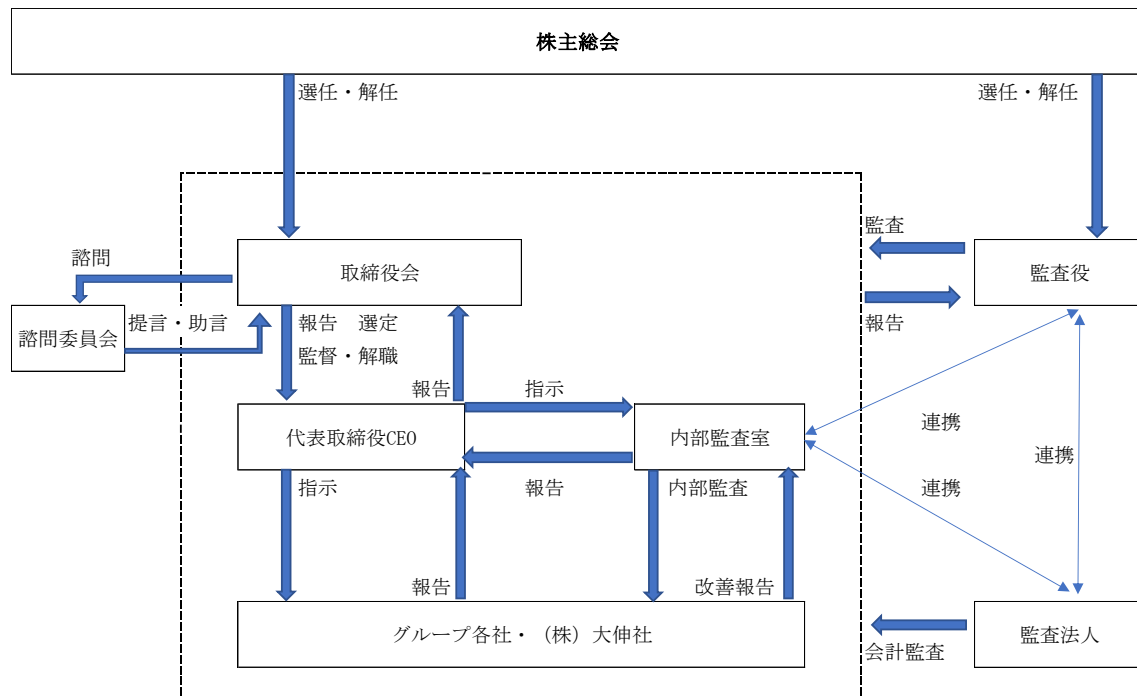 株主総会
選任・解任
選任・解任
監査
諮問
取締役会
監査役
諮問委員会
提言・助言
報告　選定
監督・解職
報告
報告
指示
代表取締役CEO
内部監査室
連携
連携
連携
指示
報告
内部監査
報告
改善報告
グループ各社・（株）大伸社
監査法人
会計監査